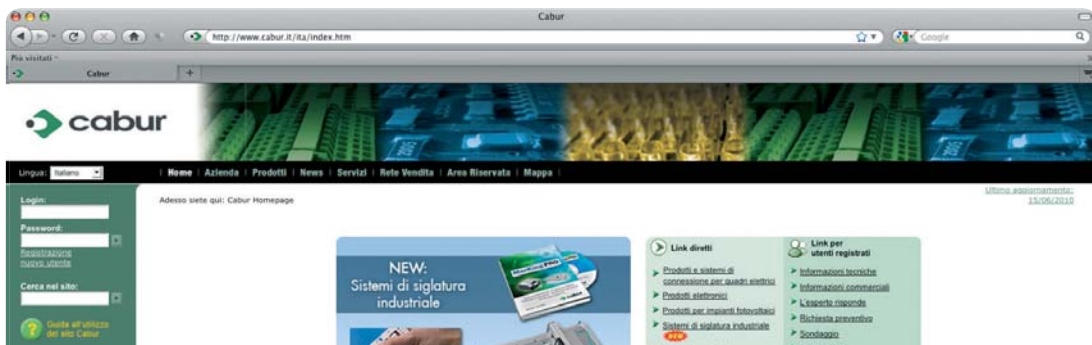 Cabur
http://www.cabur.it/ita/index.htm
Google
Più visitati
Cabur
+
cabur
Lingua: Italiano
Home | Azienda | Prodotti | News | Servizi | Rete Vendita | Area Riservata | Mappa
Login:
Password:
Registrazione
nuovo utente
Cerca nel sito:
Guida all'utilizzo
del sito Cabur
Adesso siete qui: Cabur Homepage
Ultimo aggiornamento:
15/06/2010
NEW:
Sistemi di siglatura
industriale
cabur
Link diretti
Prodotti e sistemi di
connessione per quadri elettrici
Prodotti elettronici
Prodotti per impianti fotovoltaici
Sistemi di siglatura industriale
NEW
Link per
utenti registrati
Informazioni tecniche
Informazioni commerciali
L'esperto risponde
Richiesta preventivo
Sondaggio